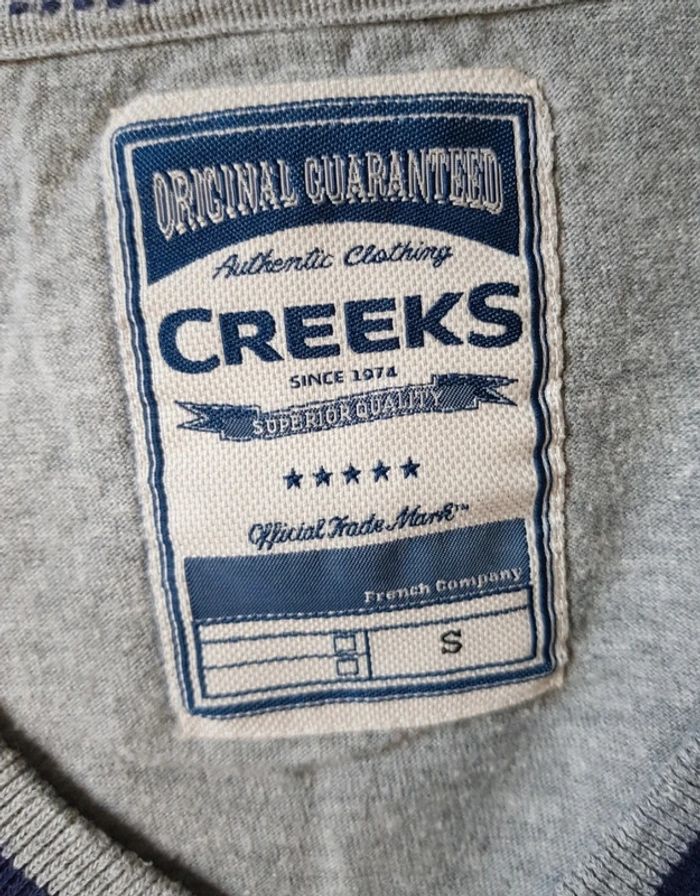 ORIGINAL GUARANTEED
Authentic Clothing
CREEKS
SINCE 1974
SUPERIOR QUALITY
Official Trade Mark™
French Company
S